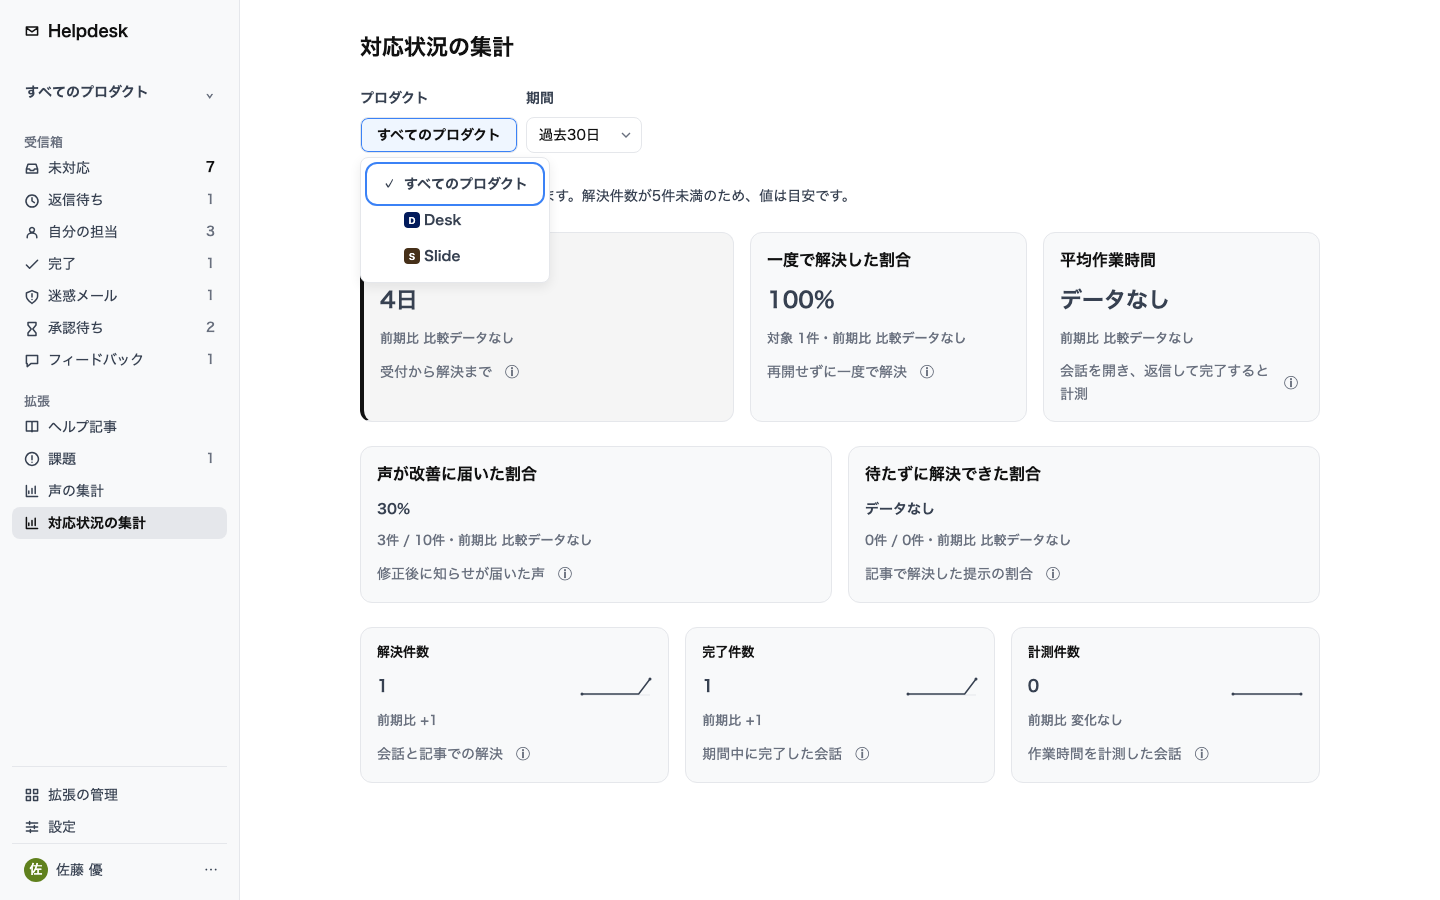 Helpdesk
すべてのプロダクト
受信箱
未対応 7
返信待ち 1
自分の担当 3
完了 1
迷惑メール 1
承認待ち 2
フィードバック 1
拡張
ヘルプ記事
課題 1
声の集計
対応状況の集計
拡張の管理
設定
佐 佐藤 優 …
対応状況の集計
プロダクト 期間
すべてのプロダクト 過去30日
✓ すべてのプロダクト
D Desk
S Slide
ます。解決件数が5件未満のため、値は目安です。
4日
前期比 比較データなし
受付から解決まで
一度で解決した割合
100%
対象 1件・前期比 比較データなし
再開せずに一度で解決
平均作業時間
データなし
前期比 比較データなし
会話を開き、返信して完了すると
計測
声が改善に届いた割合
30%
3件 / 10件・前期比 比較データなし
修正後に知らせが届いた声
待たずに解決できた割合
データなし
0件 / 0件・前期比 比較データなし
記事で解決した提示の割合
解決件数
1
前期比 +1
会話と記事での解決
完了件数
1
前期比 +1
期間中に完了した会話
計測件数
0
前期比 変化なし
作業時間を計測した会話